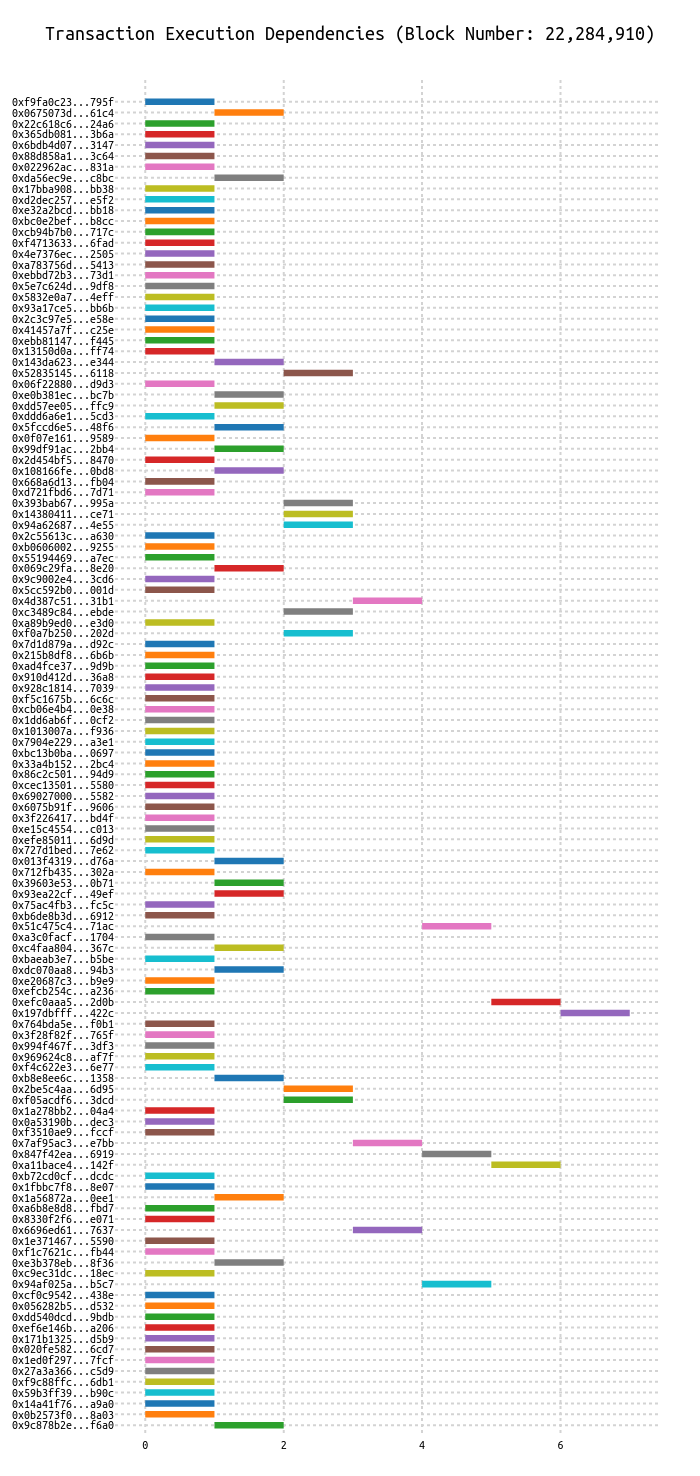 Transaction Execution Dependencies (Block Number: 22,284,910)
0xf9fa0c23...795f
0x0675073d...61c4
0x22c618c6...24a6
0x365db081...3b6a
0x6bdb4d07...3147
0x88d858a1...3c64
0x022962ac...831a
0xda56ec9e...c8bc
0x17bba908...bb38
0xd2dec257...e5f2
0xe32a2bcd...bb18
0xbc0e2bef...b8cc
0xcb94b7b0...717c
0xf4713633...6fad
0x4e7376ec...2505
0xa783756d...5413
0xebbd72b3...73d1
0x5e7c624d...9df8
0x5832e0a7...4eff
0x93a17ce5...bb6b
0x2c3c97e5...e58e
0x41457a7f...c25e
0xebb81147...f445
0x13150d0a...ff74
0x143da623...e344
0x52835145...6118
0x06f22880...d9d3
0xe0b381ec...bc7b
0xdd57ee05...ffc9
0xddd6a6e1...5cd3
0x5fccd6e5...48f6
0x0f07e161...9589
0x99df91ac...2bb4
0x2d454bf5...8470
0x108166fe...0bd8
0x668a6d13...fb04
0xd721fbd6...7d71
0x393bab67...995a
0x14380411...ce71
0x94a62687...4e55
0x2c55613c...a630
0xb0606002...9255
0x55194469...a7ec
0x069c29fa...8e20
0x9c9002e4...3cd6
0x5cc592b0...001d
0x4d387c51...31b1
0xc3489c84...ebde
0xa89b9ed0...e3d0
0xf0a7b250...202d
0x7d1d879a...d92c
0x215b8df8...6b6b
0xad4fce37...9d9b
0x910d412d...36a8
0x928c1814...7039
0xf5c1675b...6c6c
0xcb06e4b4...0e38
0x1dd6ab6f...0cf2
0x1013007a...f936
0x7904e229...a3e1
0xbc13b0ba...0697
0x33a4b152...2bc4
0x86c2c501...94d9
0xcec13501...5580
0x69027000...5582
0x6075b91f...9606
0x3f226417...bd4f
0xe15c4554...c013
0xefe85011...6d9d
0x727d1bed...7e62
0x013f4319...d76a
0x712fb435...302a
0x39603e53...0b71
0x93ea22cf...49ef
0x75ac4fb3...fc5c
0xb6de8b3d...6912
0x51c475c4...71ac
0xa3c0facf...1704
0xc4faa804...367c
0xbaeab3e7...b5be
0xdc070aa8...94b3
0xe20687c3...b9e9
0xefcb254c...a236
0xefc0aaa5...2d0b
0x197dbfff...422c
0x764bda5e...f0b1
0x3f28f82f...765f
0x994f467f...3df3
0x969624c8...af7f
0xf4c622e3...6e77
0xb8e8ee6c...1358
0x2be5c4aa...6d95
0xf05acdf6...3dcd
0x1a278bb2...04a4
0x0a53190b...dec3
0xf3510ae9...fccf
0x7af95ac3...e7bb
0x847f42ea...6919
0xa11bace4...142f
0xb72cd0cf...dcdc
0x1fbbc7f8...8e07
0x1a56872a...0ee1
0xa6b8e8d8...fbd7
0x8330f2f6...e071
0x6696ed61...7637
0x1e371467...5590
0xf1c7621c...fb44
0xe3b378eb...8f36
0xc9ec31dc...18ec
0x94af025a...b5c7
0xcf0c9542...438e
0x056282b5...d532
0xdd540dcd...9bdb
0xef6e146b...a206
0x171b1325...d5b9
0x020fe582...6cd7
0x1ed0f297...7fcf
0x27a3a366...c5d9
0xf9c88ffc...6db1
0x59b3ff39...b90c
0x14a41f76...a9a0
0x0b2573f0...8a03
0x9c878b2e...f6a0
0 2 4 6